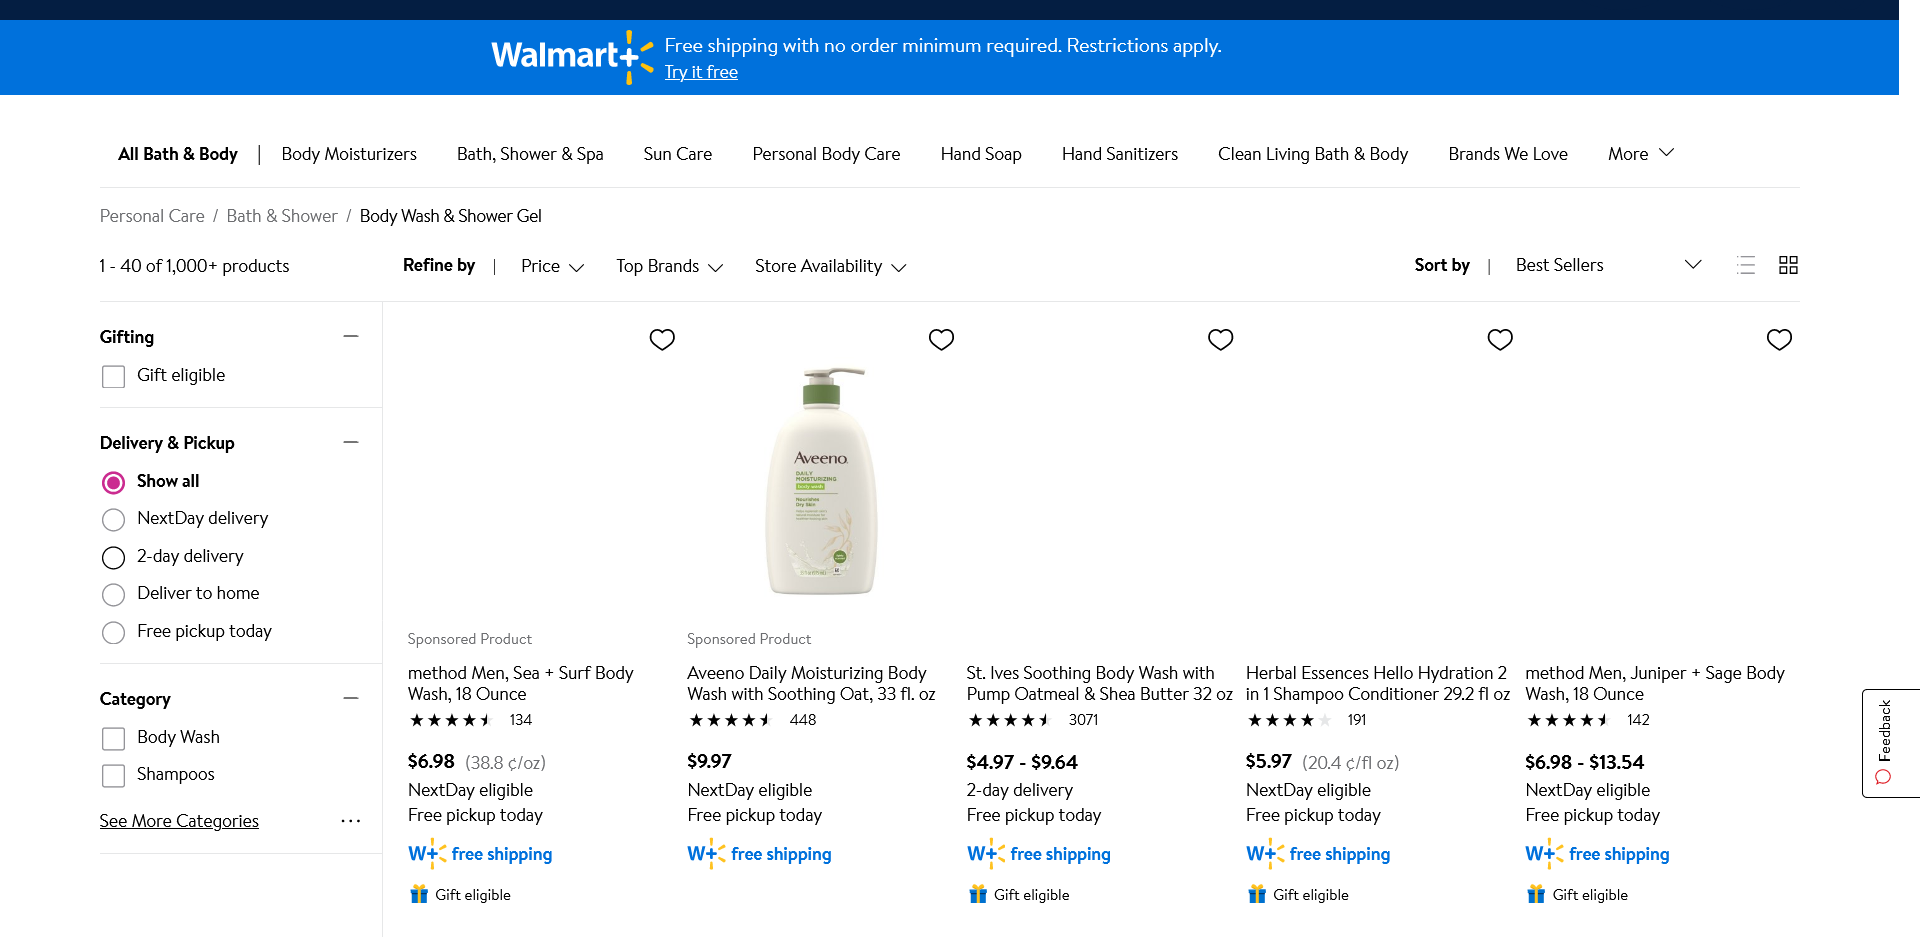 Walmart+
Free shipping with no order minimum required. Restrictions apply.
Try it free
All Bath & Body | Body Moisturizers Bath, Shower & Spa Sun Care Personal Body Care Hand Soap Hand Sanitizers Clean Living Bath & Body Brands We Love More
Personal Care / Bath & Shower / Body Wash & Shower Gel
1 - 40 of 1,000+ products
Refine by | Price Top Brands Store Availability
Sort by | Best Sellers
Gifting
Gift eligible
Delivery & Pickup
Show all
NextDay delivery
2-day delivery
Deliver to home
Free pickup today
Category
Body Wash
Shampoos
See More Categories ...
Sponsored Product
method Men, Sea + Surf Body
Wash, 18 Ounce
134
$6.98 (38.8 ¢/oz)
NextDay eligible
Free pickup today
W+ free shipping
Gift eligible
Aveeno
DAILY
MOISTURIZING
body wash
Nourishes
Dry Skin
Sponsored Product
Aveeno Daily Moisturizing Body
Wash with Soothing Oat, 33 fl. oz
448
$9.97
NextDay eligible
Free pickup today
W+ free shipping
St. Ives Soothing Body Wash with
Pump Oatmeal & Shea Butter 32 oz
3071
$4.97 - $9.64
2-day delivery
Free pickup today
W+ free shipping
Gift eligible
Herbal Essences Hello Hydration 2
in 1 Shampoo Conditioner 29.2 fl oz
191
$5.97 (20.4 ¢/fl oz)
NextDay eligible
Free pickup today
W+ free shipping
Gift eligible
method Men, Juniper + Sage Body
Wash, 18 Ounce
142
$6.98 - $13.54
NextDay eligible
Free pickup today
W+ free shipping
Gift eligible
Feedback